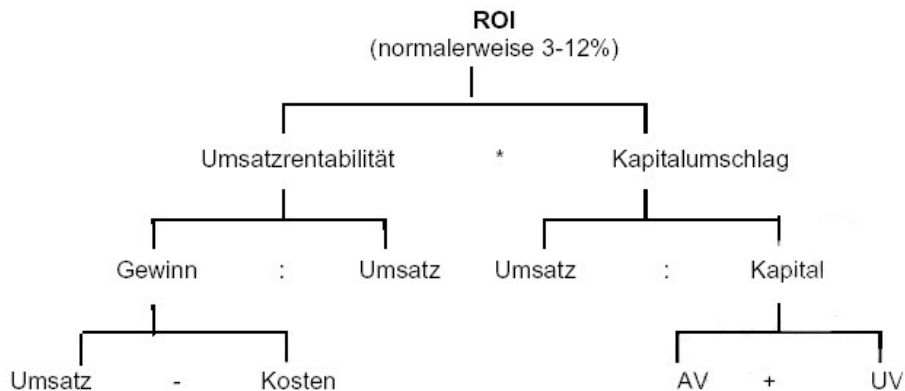 ROI
(normalerweise 3-12%)
Umsatzrentabilität * Kapitalumschlag
Gewinn : Umsatz Umsatz : Kapital
Umsatz - Kosten AV + UV